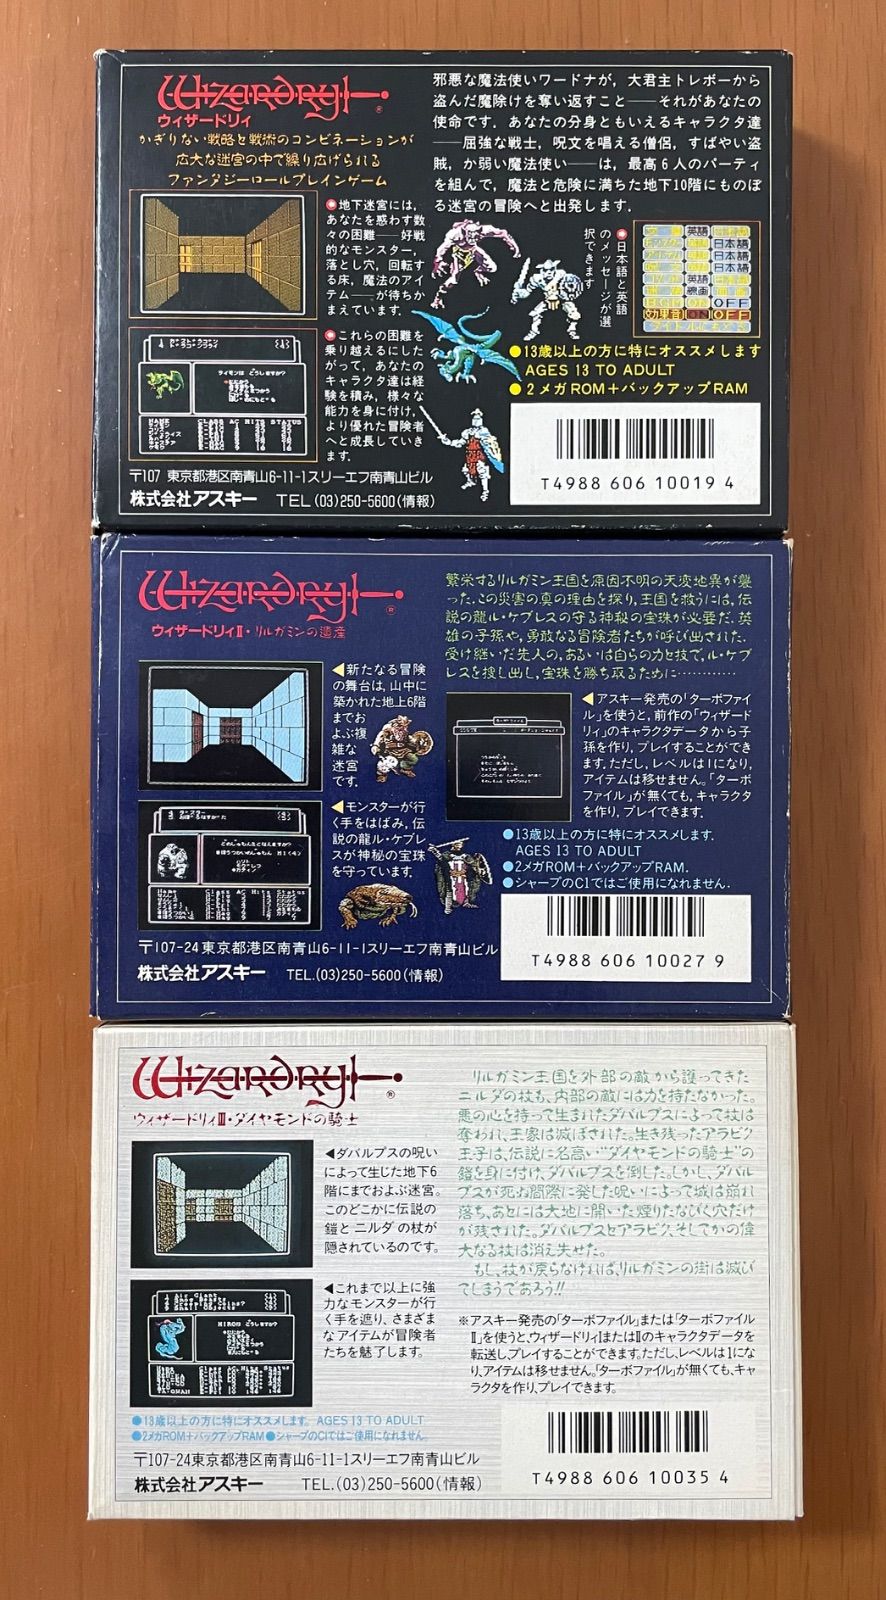 Wizardry®
ウィザードリィ
かぎりない戦略と戦術のコンビネーションが
広大な迷宮の中で繰り広げられる
ファンタジーロールプレインゲーム
邪悪な魔法使いワードナが，大君主トレボーから
盗んだ魔除けを奪い返すこと——それがあなたの
使命です．あなたの分身ともいえるキャラクタ達
——屈強な戦士，呪文を唱える僧侶，すばやい盗
賊，か弱い魔法使い——は，最高6人のパーティ
を組んで，魔法と危険に満ちた地下10階にものぼ
る迷宮の冒険へと出発します．
地下迷宮には，
あなたを惑わす数
々の困難——好戦
的なモンスター，
落とし穴，回転す
る床，魔法のアイ
テム——が待ちか
まえています．
日本語と英語
のメッセージが選
択できます
英語
日本語
線画
OFF
効果音 ON OFF
これらの困難を
乗り越えるにした
がって，あなたの
キャラクタ達は経
験を積み，様々な
能力を身に付け，
より優れた冒険者
へと成長していき
ます．
●13歳以上の方に特にオススメします
AGES 13 TO ADULT
●2メガROM＋バックアップRAM
〒107 東京都港区南青山6-11-1スリーエフ南青山ビル
株式会社アスキー TEL(03)250-5600(情報)
T4988 606 10019 4
Wizardry®
ウィザードリィII・リルガミンの遺産
繁栄するリルガミン王国を原因不明の天変地異が襲
った．この災害の真の理由を探り，王国を救うには，伝
説の龍ル・ケブレスの守る神秘の宝珠が必要だ．英
雄の子孫や，勇敢なる冒険者たちが呼び出された．
受け継いだ先人の，あるいは自らの力と技で，ル・ケブ
レスを捜し出し，宝珠を勝ち取るために…………
◀新たなる冒険
の舞台は，山中に
築かれた地上6階
までお
よぶ複
雑な
迷宮
です．
◀アスキー発売の「ターボファ
イル」を使うと，前作の「ウィザード
リィ」のキャラクタデータから子
孫を作り，プレイすることができ
ます．ただし，レベルは1になり，
アイテムは移せません．「ターボ
ファイル」が無くても，キャラクタ
を作り，プレイできます．
◀モンスターが行
く手をはばみ，伝
説の龍ル・ケブレ
スが神秘の宝珠
を守っています．
●13歳以上の方に特にオススメします．
AGES 13 TO ADULT
●2メガROM＋バックアップRAM．
●シャープのC1ではご使用になれません．
〒107-24 東京都港区南青山6-11-1スリーエフ南青山ビル
株式会社アスキー TEL.(03)250-5600(情報)
T4988 606 10027 9
Wizardry®
ウィザードリィIII・ダイヤモンドの騎士
リルガミン王国を外部の敵から護ってきた
ニルダの杖も、内部の敵には力を持たなかった。
悪の心を持って生まれたダバルプスによって杖は
奪われ、王家は滅ぼされた。生き残ったアラビク
王子は、伝説に名高い“ダイヤモンドの騎士”の
鎧を身に付け、ダバルプスを倒した。しかし、ダバル
プスが死ぬ間際に発した呪いによって城は崩れ
落ち、あとには大地に開いた煙りたなびく穴だけ
が残された。ダバルプスとアラビク、そしてかの偉
大なる杖は消え失せた。
もし、杖が戻らなければ、リルガミンの街は滅び
てしまうであろう!!
◀ダバルプスの呪い
によって生じた地下6
階にまでおよぶ迷宮。
このどこかに伝説の
鎧とニルダの杖が
隠されているのです。
◀これまで以上に強
力なモンスターが行
く手を遮り、さまざま
なアイテムが冒険者
たちを魅了します。
※アスキー発売の「ターボファイル」または「ターボファイル
II」を使うと、ウィザードリィIまたはIIのキャラクタデータを
転送し、プレイすることができます。ただし、レベルは1にな
り、アイテムは移せません。「ターボファイル」が無くても、キャ
ラクタを作り、プレイできます。
●13歳以上の方に特にオススメします。AGES 13 TO ADULT
●2メガROM＋バックアップRAM ●シャープのC1ではご使用になれません。
〒107-24東京都港区南青山6-11-1スリーエフ南青山ビル
株式会社アスキー TEL.(03)250-5600(情報)
T4988 606 10035 4